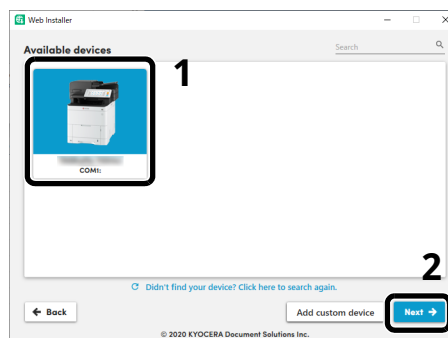 Web Installer
Available devices
Search
1
COM1:
2
Didn't find your device? Click here to search again.
Back
Add custom device
Next
© 2020 KYOCERA Document Solutions Inc.